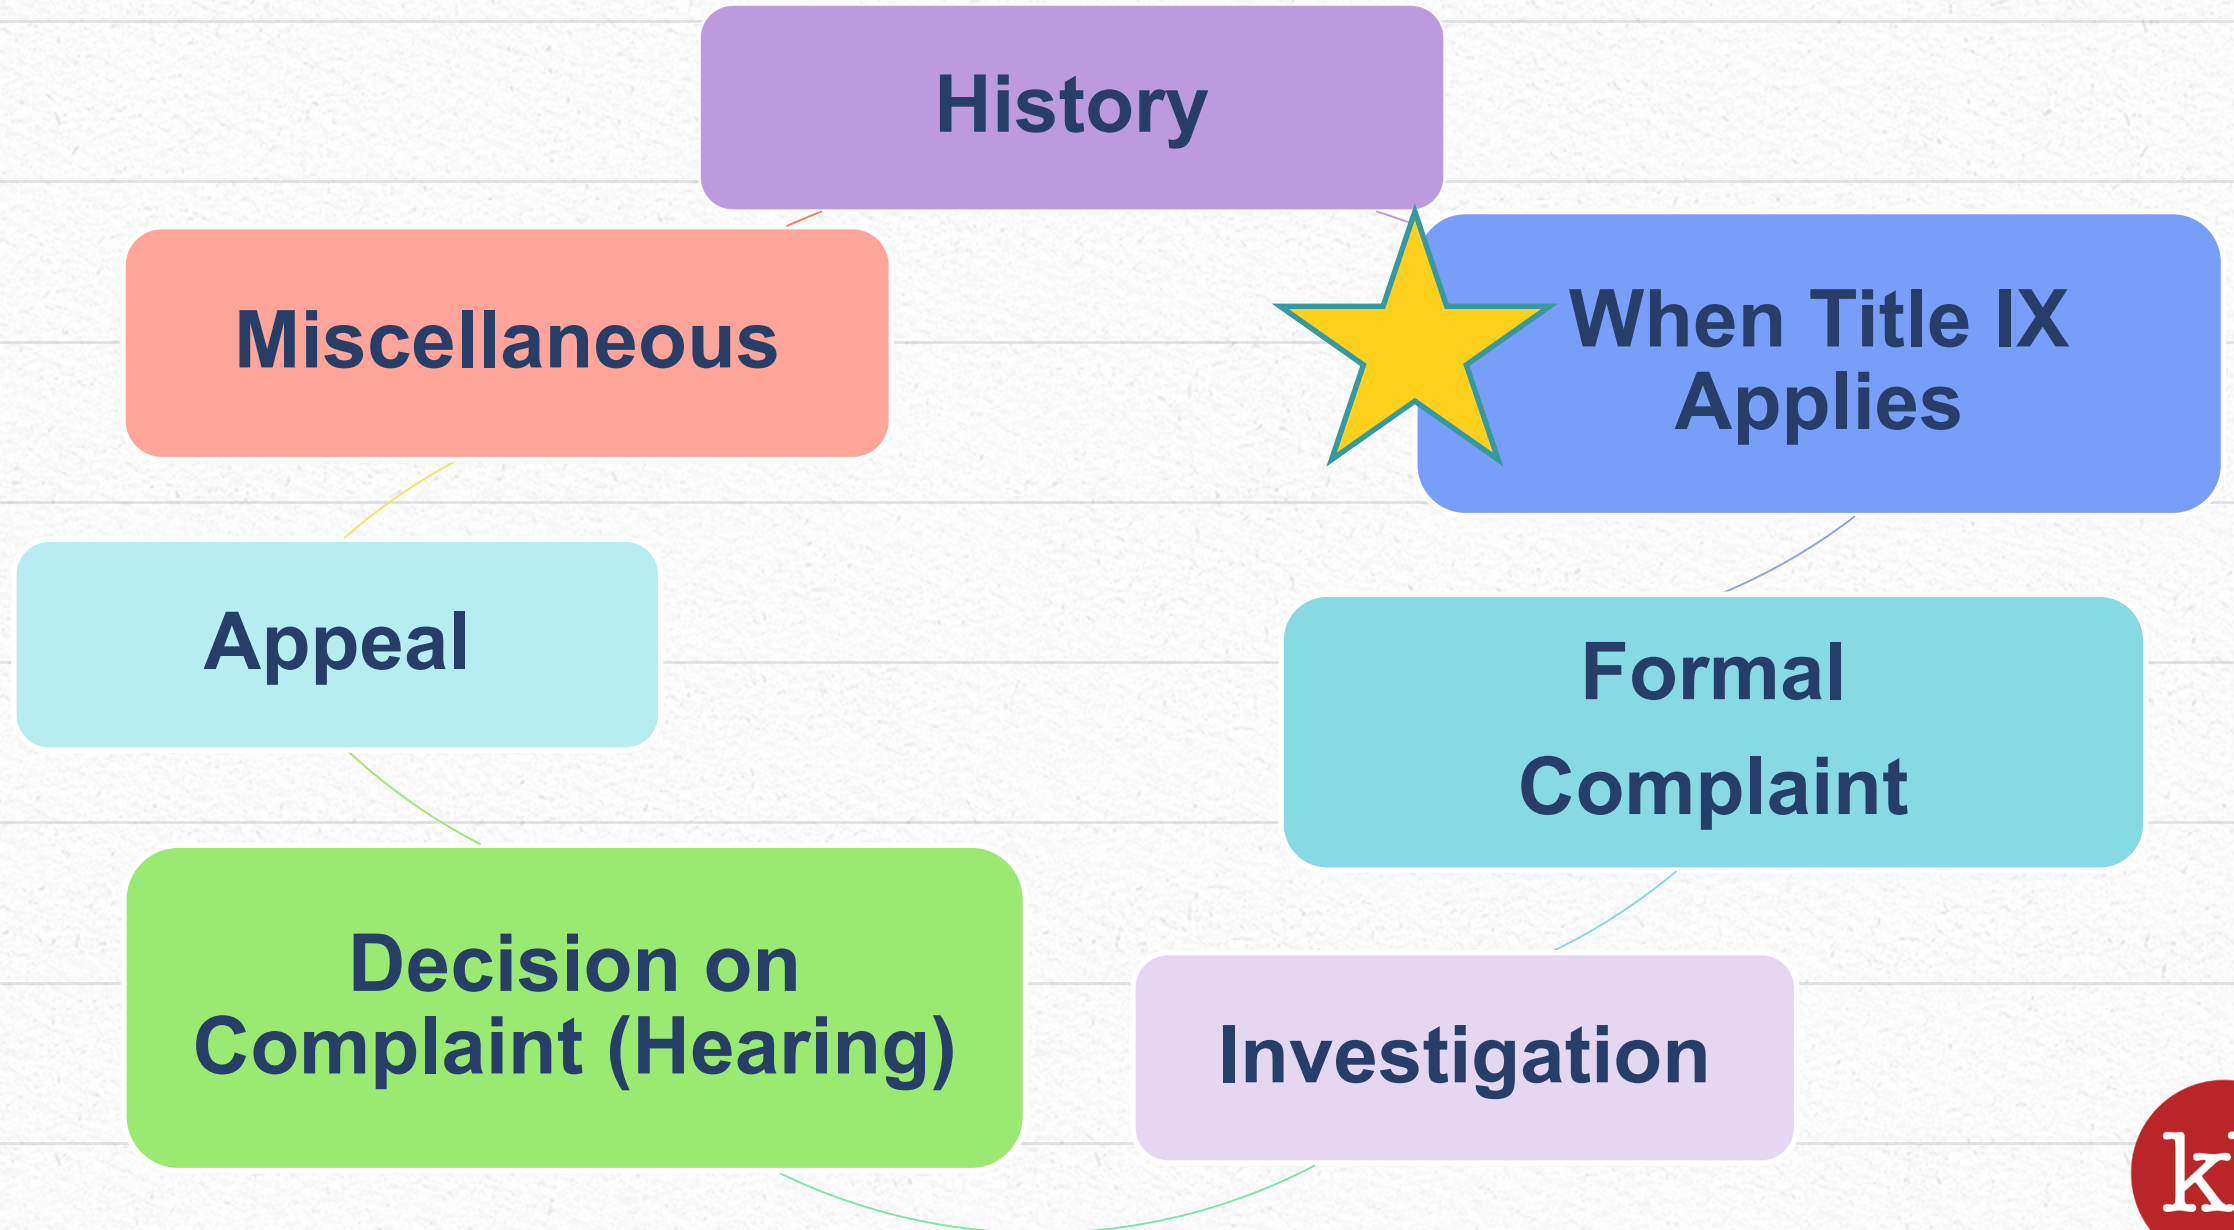 History
When Title IX
Applies
Formal
Complaint
Investigation
Decision on
Complaint (Hearing)
Appeal
Miscellaneous